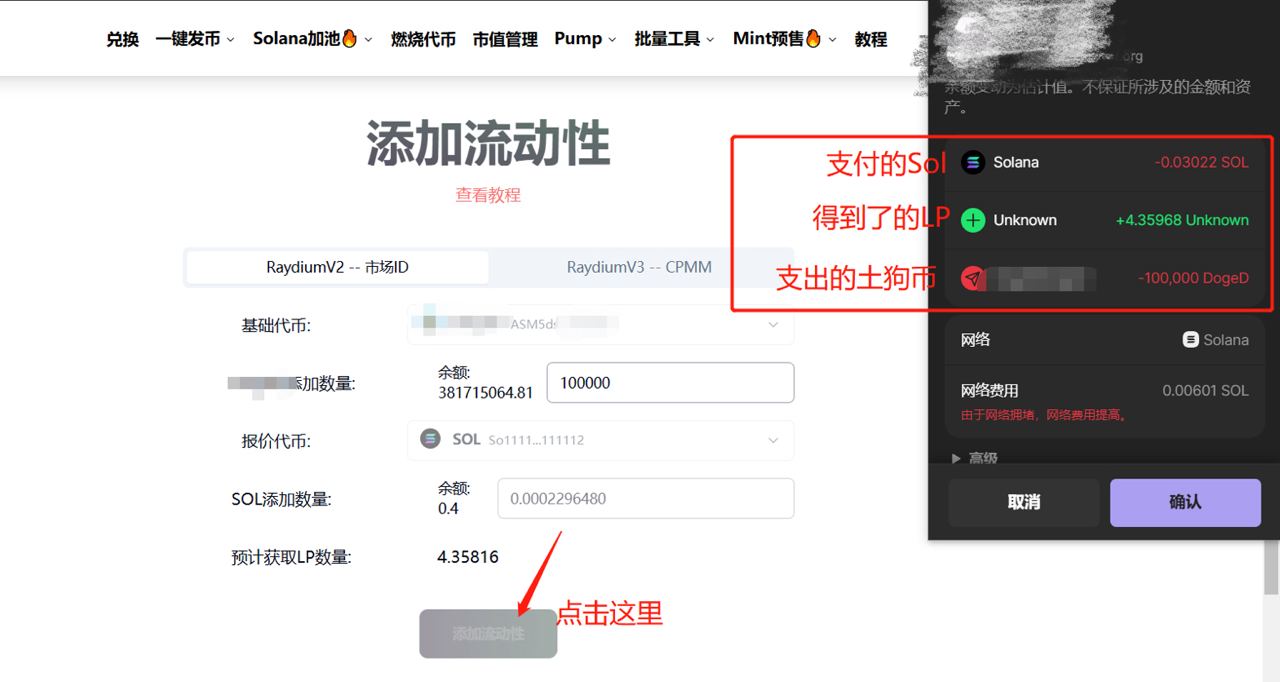 兑换 一键发币 Solana加池 燃烧代币 市值管理 Pump 批量工具 Mint预售 教程
org
余额变动为估计值。不保证所涉及的金额和资
产。
添加流动性
查看教程
支付的Sol Solana -0.03022 SOL
得到了的LP Unknown +4.35968 Unknown
支出的土狗币 -100,000 DogeD
RaydiumV2 -- 市场ID RaydiumV3 -- CPMM
基础代币: ASM5d
网络 Solana
加数量: 余额: 381715064.81 100000
网络费用 0.00601 SOL
由于网络拥堵，网络费用提高。
报价代币: SOL So1111...111112
高级
SOL添加数量: 余额: 0.4 0.0002296480
取消 确认
预计获取LP数量: 4.35816
点击这里
添加流动性